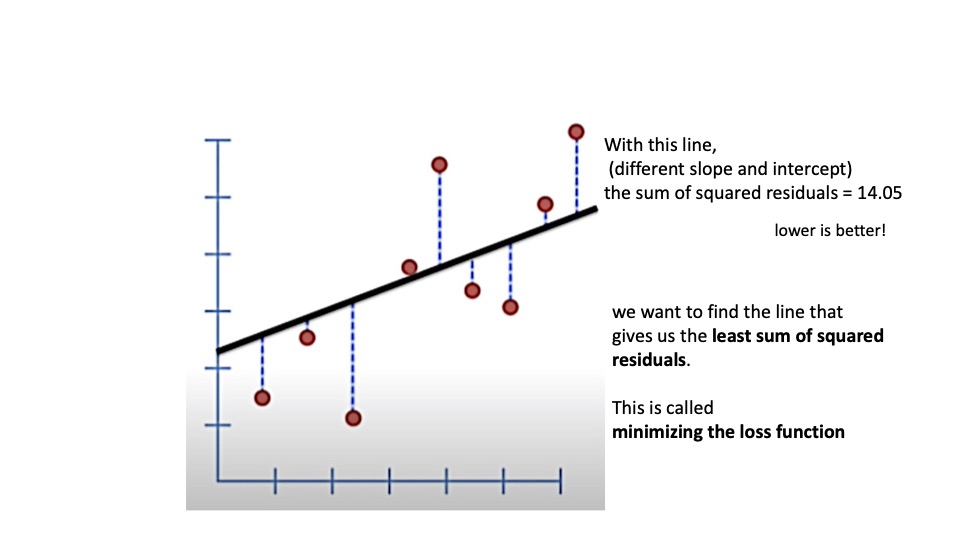 With this line,
(different slope and intercept)
the sum of squared residuals = 14.05
lower is better!
we want to find the line that
gives us the least sum of squared
residuals.
This is called
minimizing the loss function